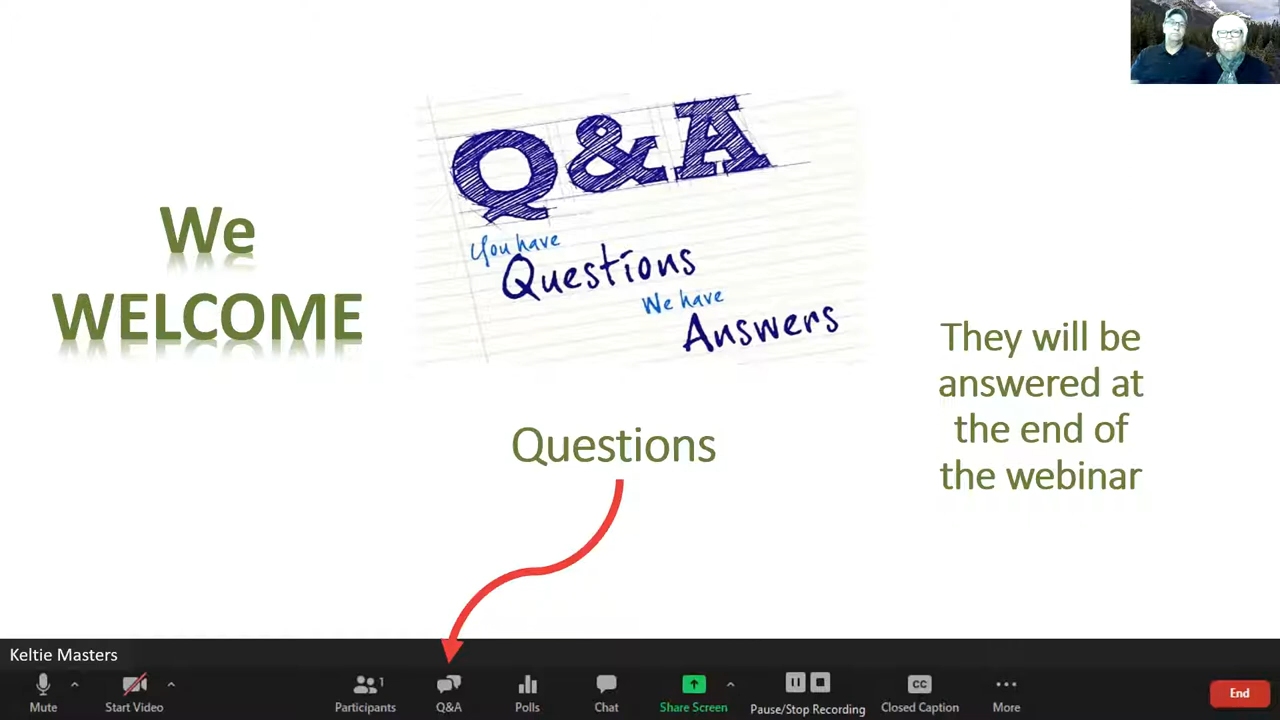 We
WELCOME
Q&A
You have
Questions
We have
Answers
They will be
answered at
the end of
the webinar
Questions
Keltie Masters
Mute
Start Video
Participants
1
Q&A
Polls
Chat
Share Screen
Pause/Stop Recording
CC
Closed Caption
More
End